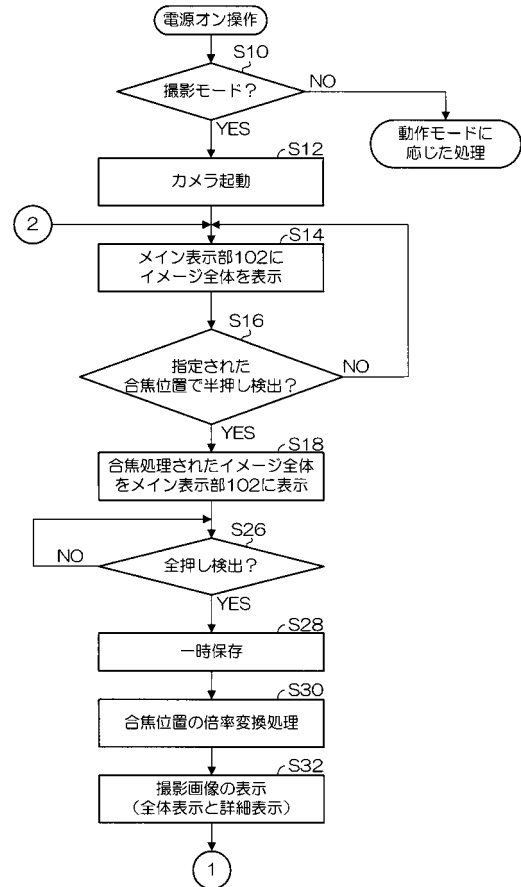 電源オン操作
S10
撮影モード？
NO
YES
動作モードに
応じた処理
S12
カメラ起動
2
S14
メイン表示部102に
イメージ全体を表示
S16
指定された
合焦位置で半押し検出？
NO
YES
S18
合焦処理されたイメージ全体
をメイン表示部102に表示
S26
全押し検出？
NO
YES
S28
一時保存
S30
合焦位置の倍率変換処理
S32
撮影画像の表示
（全体表示と詳細表示）
1